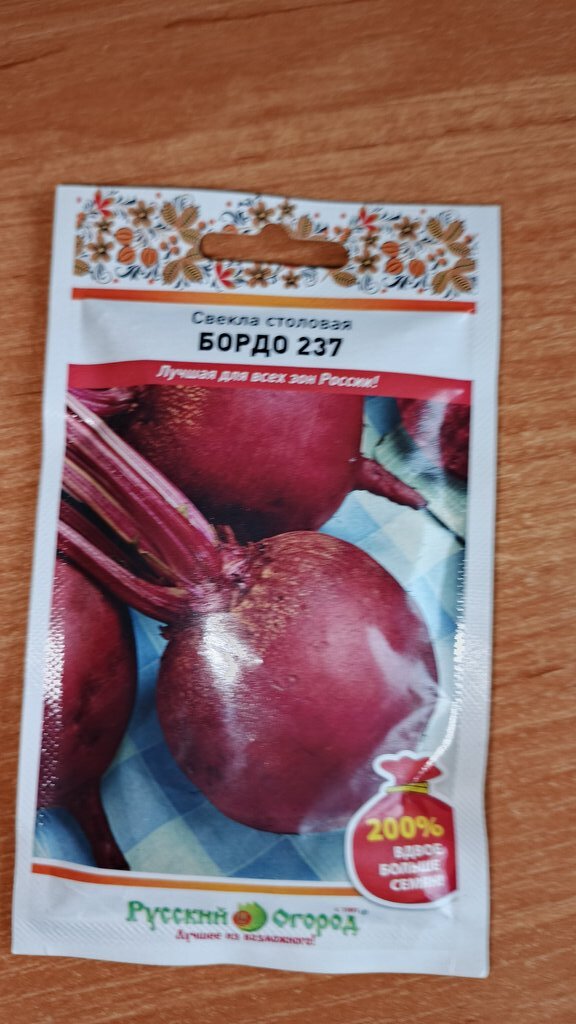 Свекла столовая
БОРДО 237
Лучшая для всех зон России!
200%
ВДВОЕ
БОЛЬШЕ
СЕМЯН!
Русский Огород
Лучшее из возможного!